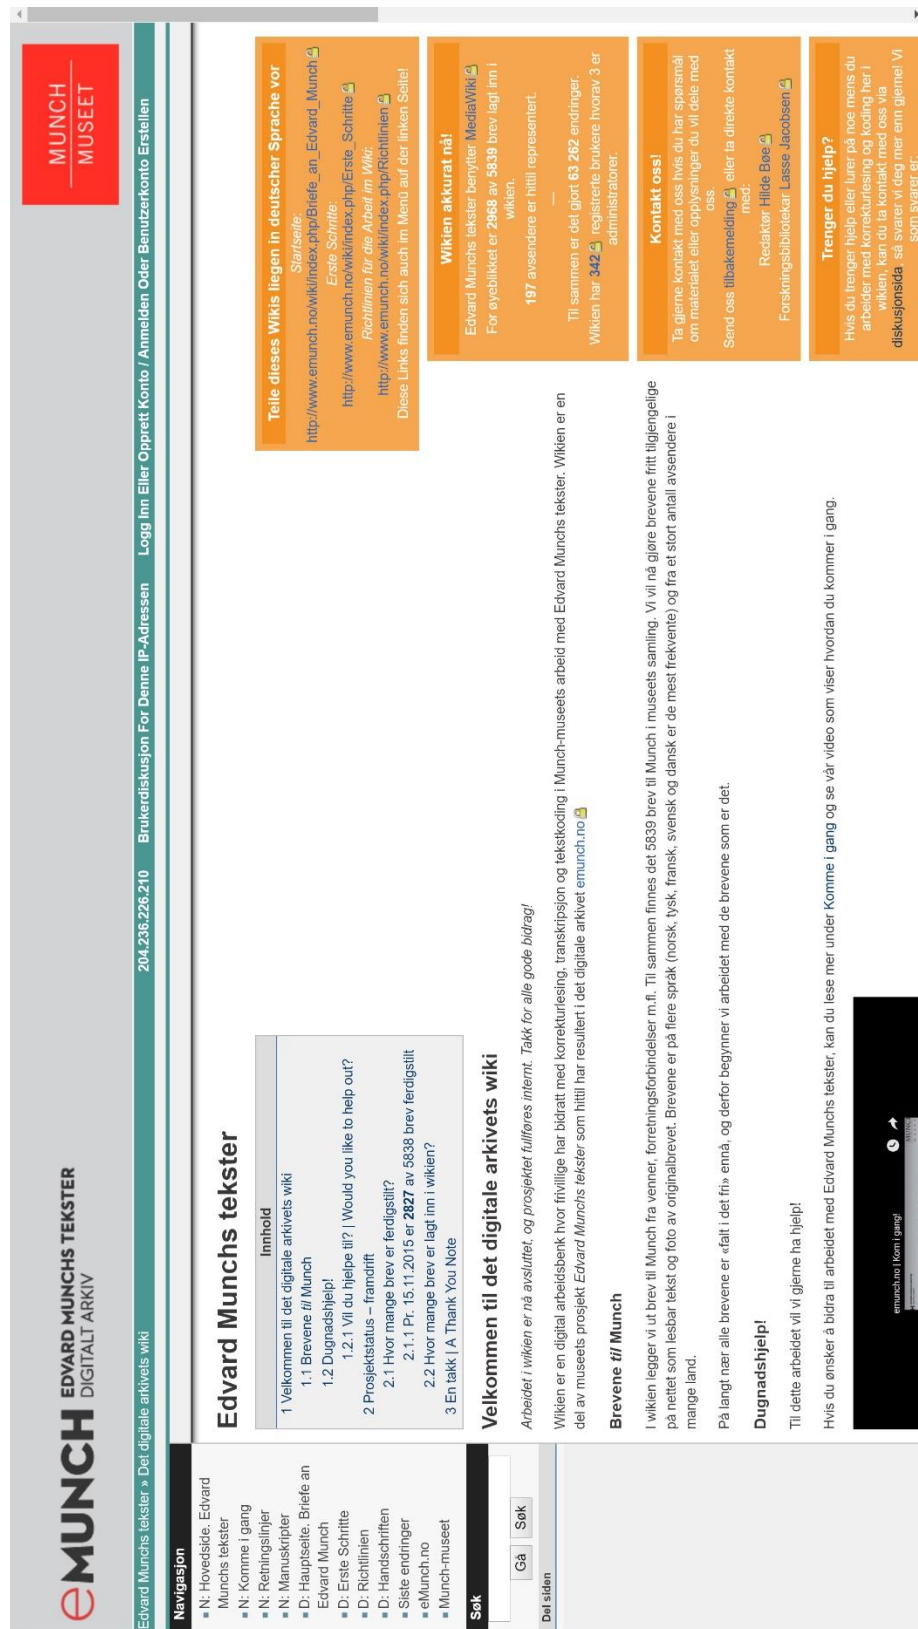 eMUNCH EDVARD MUNCHS TEKSTER
DIGITALT ARKIV
MUNCH
MUSEET
Edvard Munchs tekster » Det digitale arkivets wiki
204.236.226.210 Brukerdiskusjon For Denne IP-Adressen Logg Inn Eller Opprett Konto / Anmelden Oder Benutzerkonto Erstellen
Navigasjon
N: Hovedside. Edvard
Munchs tekster
N: Komme i gang
N: Retningslinjer
N: Manuskripter
D: Hauptseite. Briefe an
Edvard Munch
D: Erste Schritte
D: Richtlinien
D: Handschriften
Siste endringer
eMunch.no
Munch-museet
Søk
Gå Søk
Del siden
Edvard Munchs tekster
Innhold
1 Velkommen til det digitale arkivets wiki
1.1 Brevene til Munch
1.2 Dugnadshjelp!
1.2.1 Vil du hjelpe til? | Would you like to help out?
2 Prosjektstatus – framdrift
2.1 Hvor mange brev er ferdigstilt?
2.1.1 Pr. 15.11.2015 er 2827 av 5838 brev ferdigstilt
2.2 Hvor mange brev er lagt inn i wikien?
3 En takk | A Thank You Note
Velkommen til det digitale arkivets wiki
Arbeidet i wikien er nå avsluttet, og prosjektet fullføres internt. Takk for alle gode bidrag!
Wikien er en digital arbeidsbenk hvor frivillige har bidratt med korrekturlesing, transkripsjon og tekstkoding i Munch-museets arbeid med Edvard Munchs tekster. Wikien er en
del av museets prosjekt Edvard Munchs tekster som hittil har resultert i det digitale arkivet emunch.no
Brevene til Munch
I wikien legger vi ut brev til Munch fra venner, forretningsforbindelser m.fl. Til sammen finnes det 5839 brev til Munch i museets samling. Vi vil nå gjøre brevene fritt tilgjengelige
på nettet som lesbar tekst og foto av originalbrevet. Brevene er på flere språk (norsk, tysk, fransk, svensk og dansk er de mest frekvente) og fra et stort antall avsendere i
mange land.
På langt nær alle brevene er «falt i det fri» ennå, og derfor begynner vi arbeidet med de brevene som er det.
Dugnadshjelp!
Til dette arbeidet vil vi gjerne ha hjelp!
Hvis du ønsker å bidra til arbeidet med Edvard Munchs tekster, kan du lese mer under Komme i gang og se vår video som viser hvordan du kommer i gang.
emunch.no | Kom i gang!
Teile dieses Wikis liegen in deutscher Sprache vor
Startseite:
http://www.emunch.no/wiki/index.php/Briefe_an_Edvard_Munch
Erste Schritte:
http://www.emunch.no/wiki/index.php/Erste_Schritte
Richtlinien für die Arbeit im Wiki:
http://www.emunch.no/wiki/index.php/Richtlinien
Diese Links finden sich auch im Menü auf der linken Seite!
Wikien akkurat nå!
Edvard Munchs tekster benytter MediaWiki
For øyeblikket er 2968 av 5839 brev lagt inn i
wikien.
197 avsendere er hittil representert.
—
Til sammen er det gjort 63 262 endringer.
Wikien har 342 registrerte brukere hvorav 3 er
administratorer.
Kontakt oss!
Ta gjerne kontakt med oss hvis du har spørsmål
om materialet eller opplysninger du vil dele med
oss.
Send oss tilbakemelding eller ta direkte kontakt
med:
Redaktør Hilde Bøe
Forskningsbibliotekar Lasse Jacobsen
Trenger du hjelp?
Hvis du trenger hjelp eller lurer på noe mens du
arbeider med korrekturlesing og koding her i
wikien, kan du ta kontakt med oss via
diskusjonsida, så svarer vi deg mer enn gjerne! Vi
som svarer er: